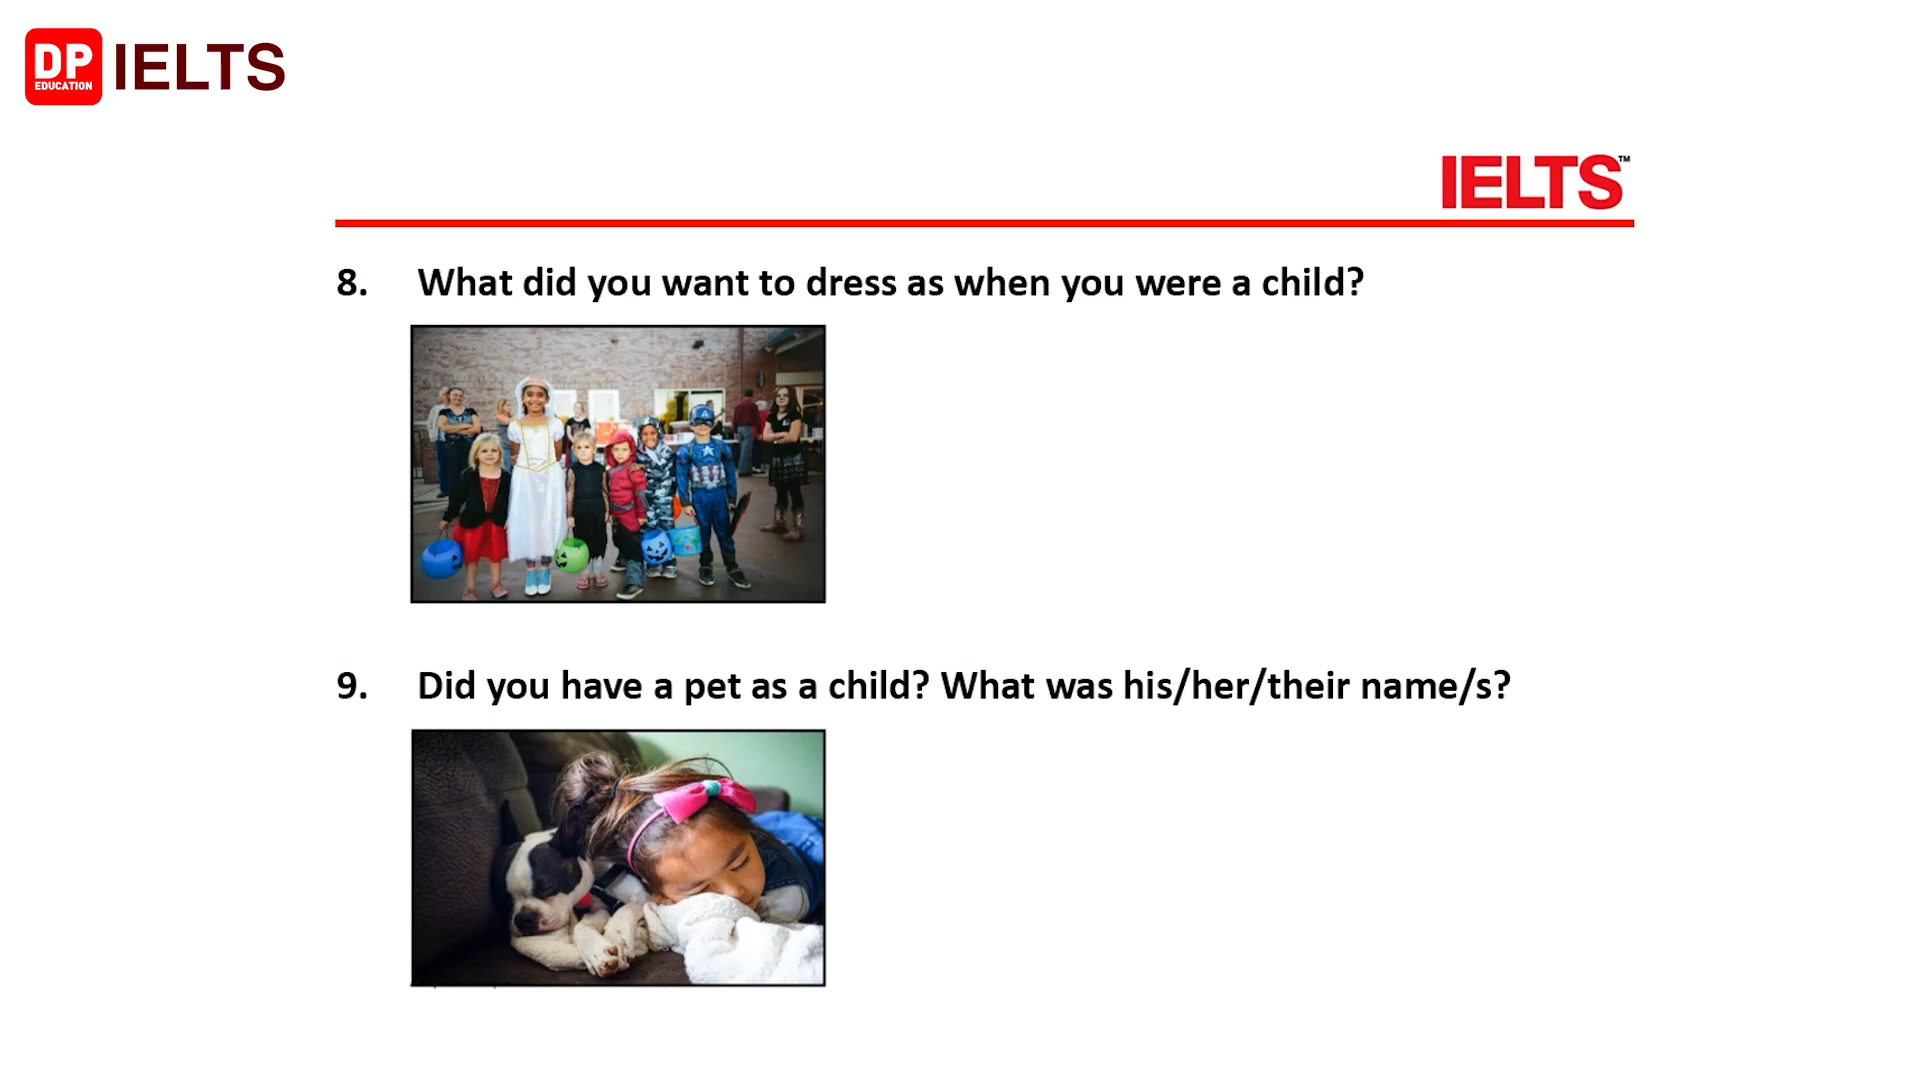 DP
EDUCATION
IELTS
IELTS™
8. What did you want to dress as when you were a child?
9. Did you have a pet as a child? What was his/her/their name/s?